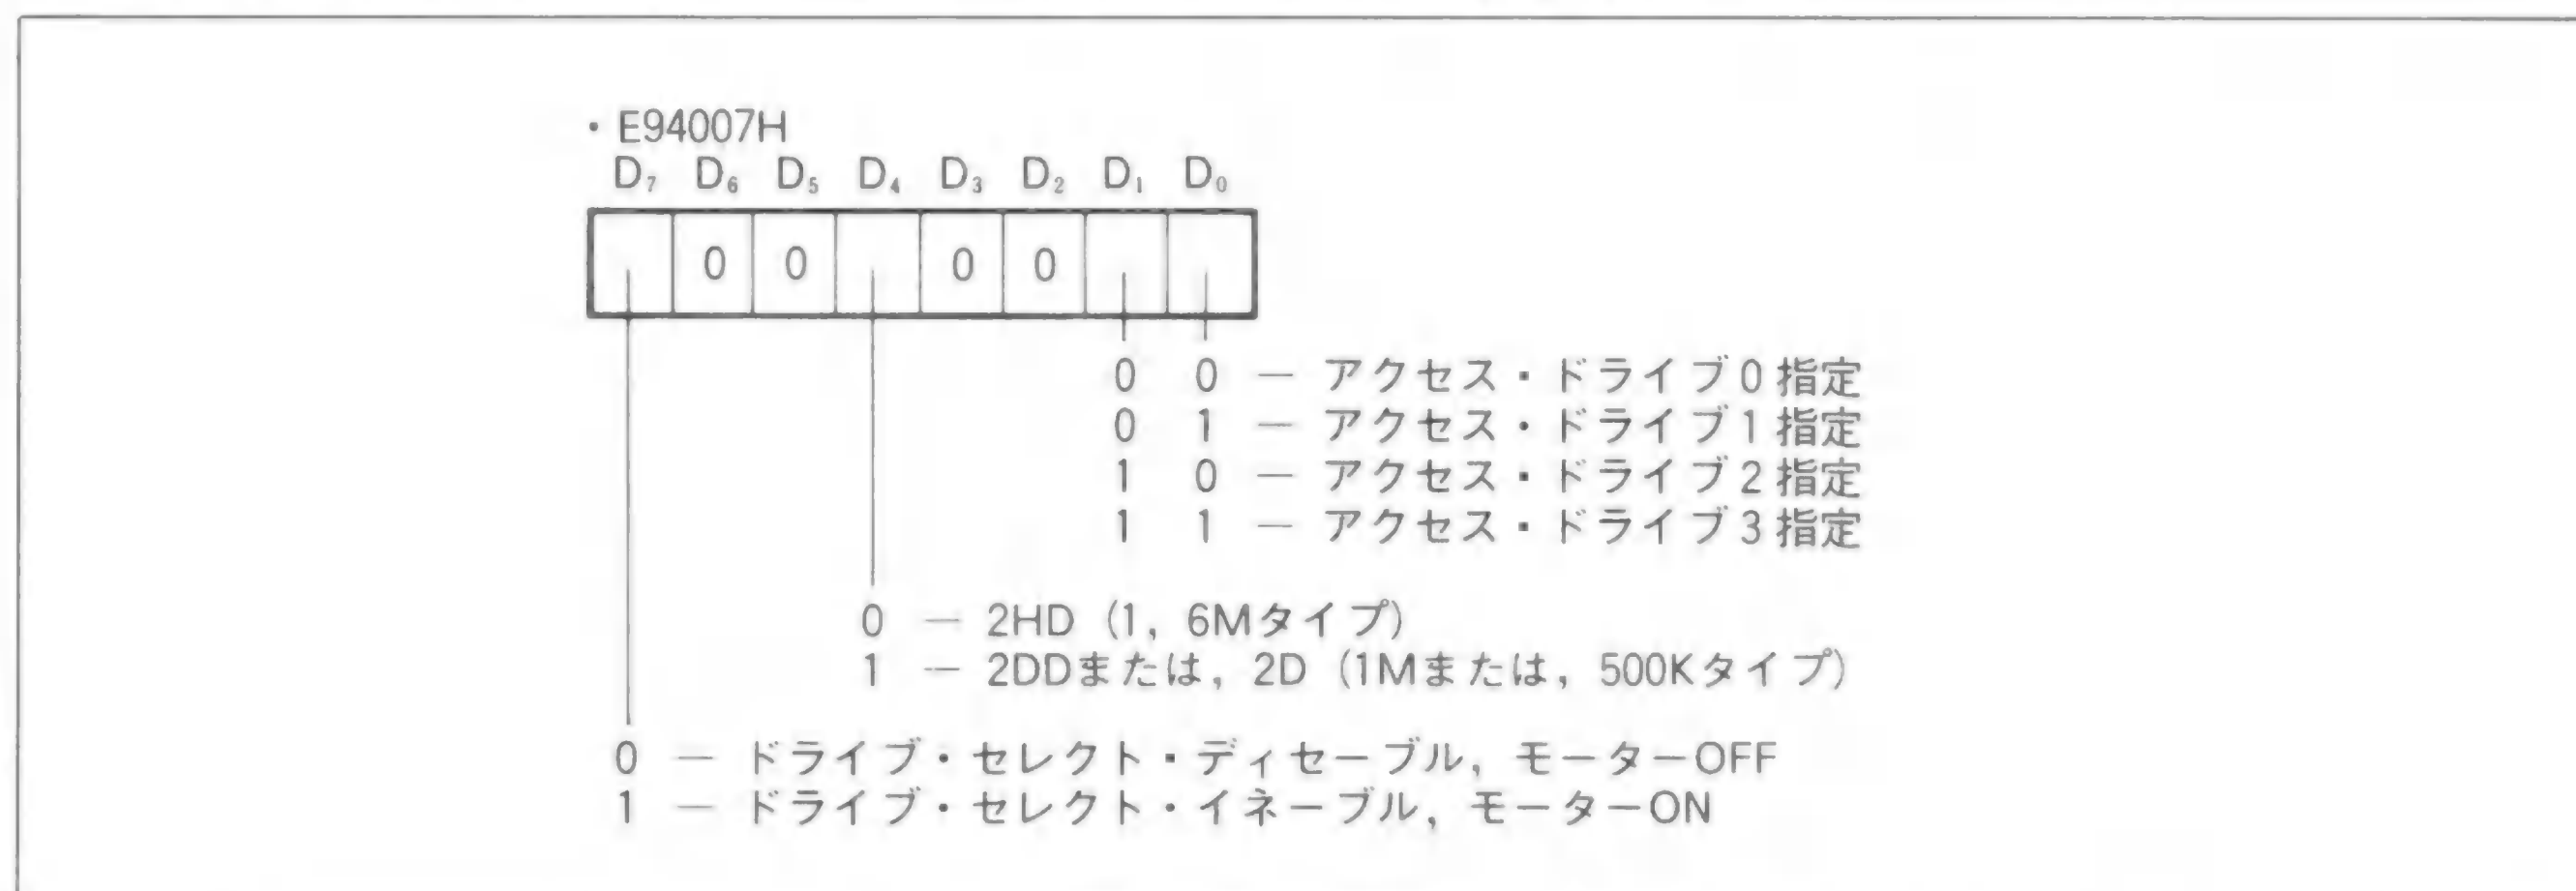 ・E94007H
D₇ D₆ D₅ D₄ D₃ D₂ D₁ D₀
0 0 0 0
0 0 — アクセス・ドライブ0指定
0 1 — アクセス・ドライブ1指定
1 0 — アクセス・ドライブ2指定
1 1 — アクセス・ドライブ3指定
0 — 2HD（1，6Mタイプ）
1 — 2DDまたは，2D（1Mまたは，500Kタイプ）
0 — ドライブ・セレクト・ディセーブル，モーターOFF
1 — ドライブ・セレクト・イネーブル，モーターON